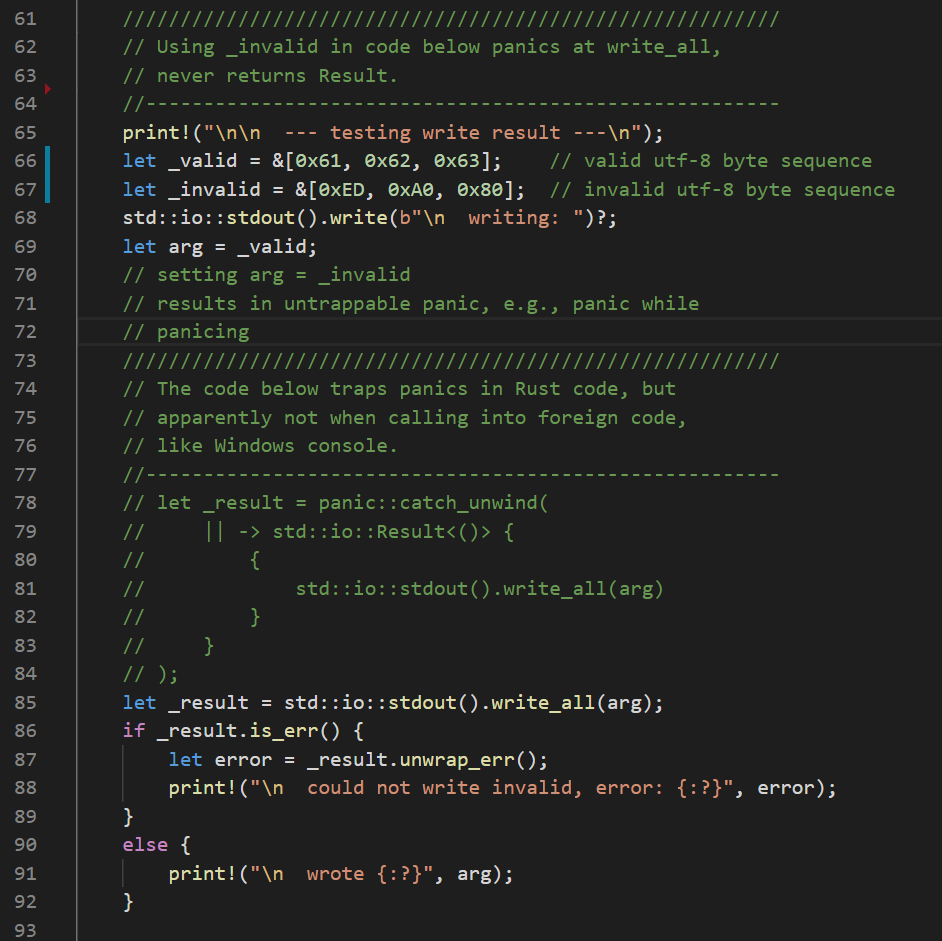 61    /////////////////////////////////////////////////////////
62    // Using _invalid in code below panics at write_all,
63    // never returns Result.
64    //-------------------------------------------------------
65    print!("\n\n  --- testing write result ---\n");
66    let _valid = &[0x61, 0x62, 0x63];    // valid utf-8 byte sequence
67    let _invalid = &[0xED, 0xA0, 0x80];  // invalid utf-8 byte sequence
68    std::io::stdout().write(b"\n  writing: ")?;
69    let arg = _valid;
70    // setting arg = _invalid
71    // results in untrappable panic, e.g., panic while
72    // panicing
73    /////////////////////////////////////////////////////////
74    // The code below traps panics in Rust code, but
75    // apparently not when calling into foreign code,
76    // like Windows console.
77    //-------------------------------------------------------
78    // let _result = panic::catch_unwind(
79    //     || -> std::io::Result<()> {
80    //         {
81    //             std::io::stdout().write_all(arg)
82    //         }
83    //     }
84    // );
85    let _result = std::io::stdout().write_all(arg);
86    if _result.is_err() {
87        let error = _result.unwrap_err();
88        print!("\n  could not write invalid, error: {:?}", error);
89    }
90    else {
91        print!("\n  wrote {:?}", arg);
92    }
93